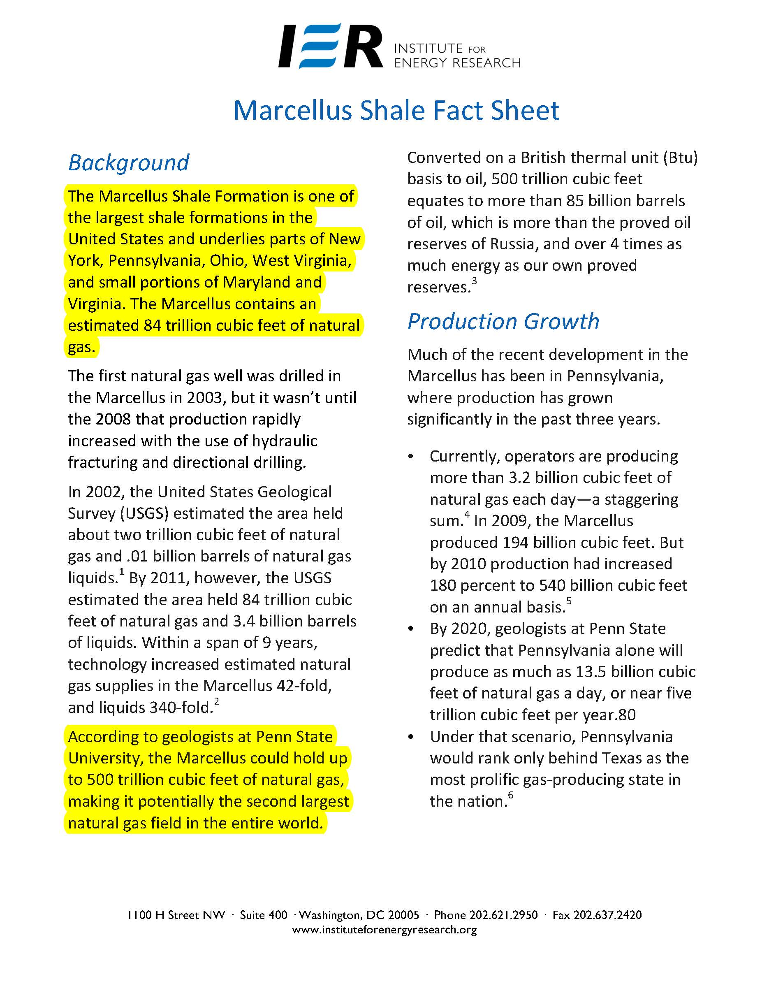 IER INSTITUTE FOR
ENERGY RESEARCH
Marcellus Shale Fact Sheet
Background
The Marcellus Shale Formation is one of
the largest shale formations in the
United States and underlies parts of New
York, Pennsylvania, Ohio, West Virginia,
and small portions of Maryland and
Virginia. The Marcellus contains an
estimated 84 trillion cubic feet of natural
gas.
The first natural gas well was drilled in
the Marcellus in 2003, but it wasn’t until
the 2008 that production rapidly
increased with the use of hydraulic
fracturing and directional drilling.
In 2002, the United States Geological
Survey (USGS) estimated the area held
about two trillion cubic feet of natural
gas and .01 billion barrels of natural gas
liquids.1 By 2011, however, the USGS
estimated the area held 84 trillion cubic
feet of natural gas and 3.4 billion barrels
of liquids. Within a span of 9 years,
technology increased estimated natural
gas supplies in the Marcellus 42-fold,
and liquids 340-fold.2
According to geologists at Penn State
University, the Marcellus could hold up
to 500 trillion cubic feet of natural gas,
making it potentially the second largest
natural gas field in the entire world.
Converted on a British thermal unit (Btu)
basis to oil, 500 trillion cubic feet
equates to more than 85 billion barrels
of oil, which is more than the proved oil
reserves of Russia, and over 4 times as
much energy as our own proved
reserves.3
Production Growth
Much of the recent development in the
Marcellus has been in Pennsylvania,
where production has grown
significantly in the past three years.
• Currently, operators are producing
more than 3.2 billion cubic feet of
natural gas each day—a staggering
sum.4 In 2009, the Marcellus
produced 194 billion cubic feet. But
by 2010 production had increased
180 percent to 540 billion cubic feet
on an annual basis.5
• By 2020, geologists at Penn State
predict that Pennsylvania alone will
produce as much as 13.5 billion cubic
feet of natural gas a day, or near five
trillion cubic feet per year.80
• Under that scenario, Pennsylvania
would rank only behind Texas as the
most prolific gas-producing state in
the nation.6
1100 H Street NW · Suite 400 · Washington, DC 20005 · Phone 202.621.2950 · Fax 202.637.2420
www.instituteforenergyresearch.org